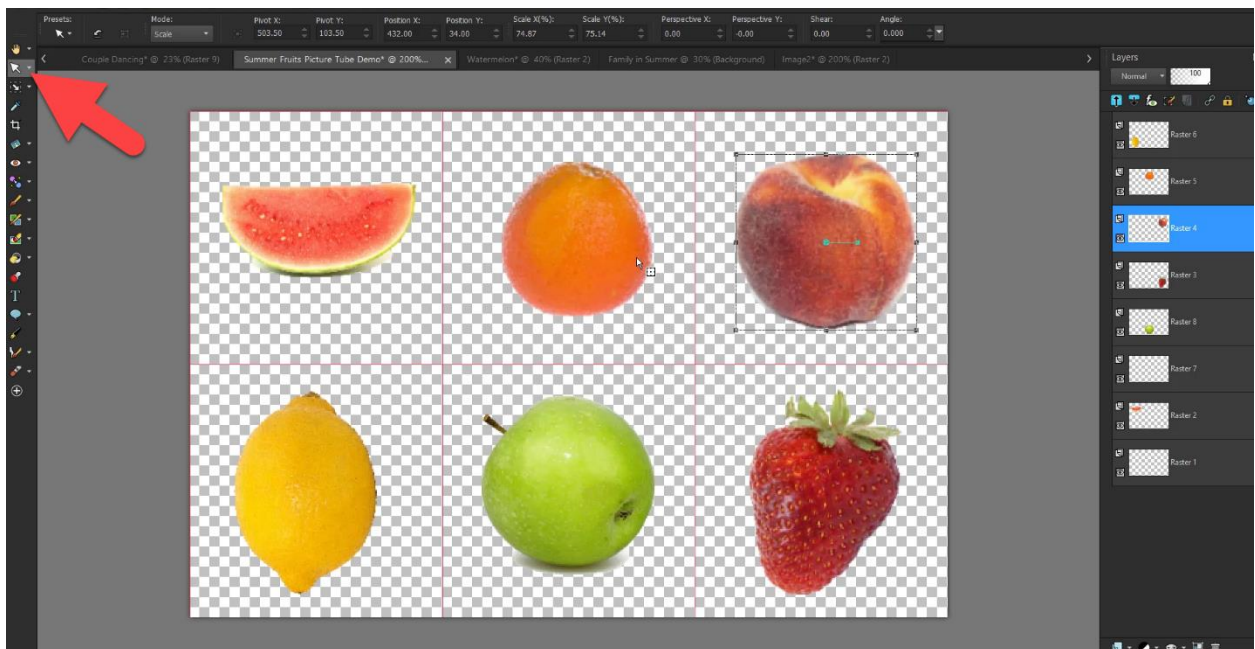 Presets:
Mode:
Pivot X:
Pivot Y:
Position X:
Position Y:
Scale X(%):
Scale Y(%):
Perspective X:
Perspective Y:
Shear:
Angle:
Scale
503.50
103.50
432.00
34.00
74.87
75.14
0.00
-0.00
0.00
0.000
Couple Dancing* @ 23% (Raster 9)
Summer Fruits Picture Tube Demo* @ 200%...
Watermelon* @ 40% (Raster 2)
Family in Summer @ 30% (Background)
Image2* @ 200% (Raster 2)
Layers
Normal
100
Raster 6
Raster 5
Raster 4
Raster 3
Raster 8
Raster 7
Raster 2
Raster 1
T